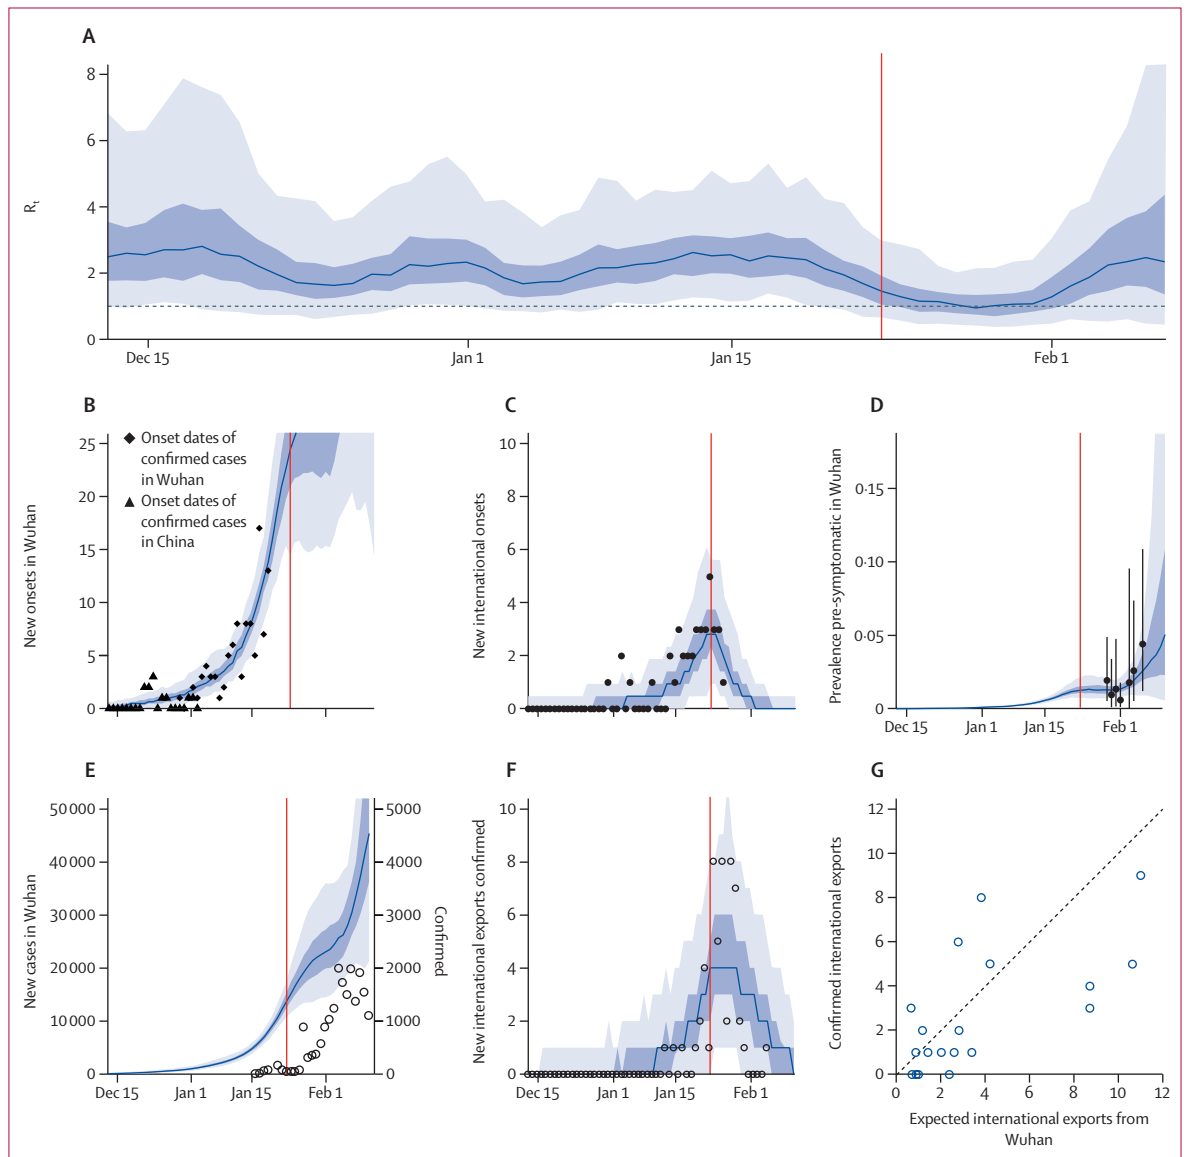 A
8
6
4
2
0
R_t
Dec 15
Jan 1
Jan 15
Feb 1
B
25
20
15
10
5
0
New onsets in Wuhan
Onset dates of
confirmed cases
in Wuhan
Onset dates of
confirmed cases
in China
C
10
8
6
4
2
0
New international onsets
D
0·15
0·10
0·05
0
Prevalence pre-symptomatic in Wuhan
Dec 15
Jan 1
Jan 15
Feb 1
E
50 000
40 000
30 000
20 000
10 000
0
New cases in Wuhan
5000
4000
3000
2000
1000
0
Confirmed
Dec 15
Jan 1
Jan 15
Feb 1
F
10
8
6
4
2
0
New international exports confirmed
Dec 15
Jan 1
Jan 15
Feb 1
G
12
10
8
6
4
2
0
Confirmed international exports
0
2
4
6
8
10
12
Expected international exports from
Wuhan